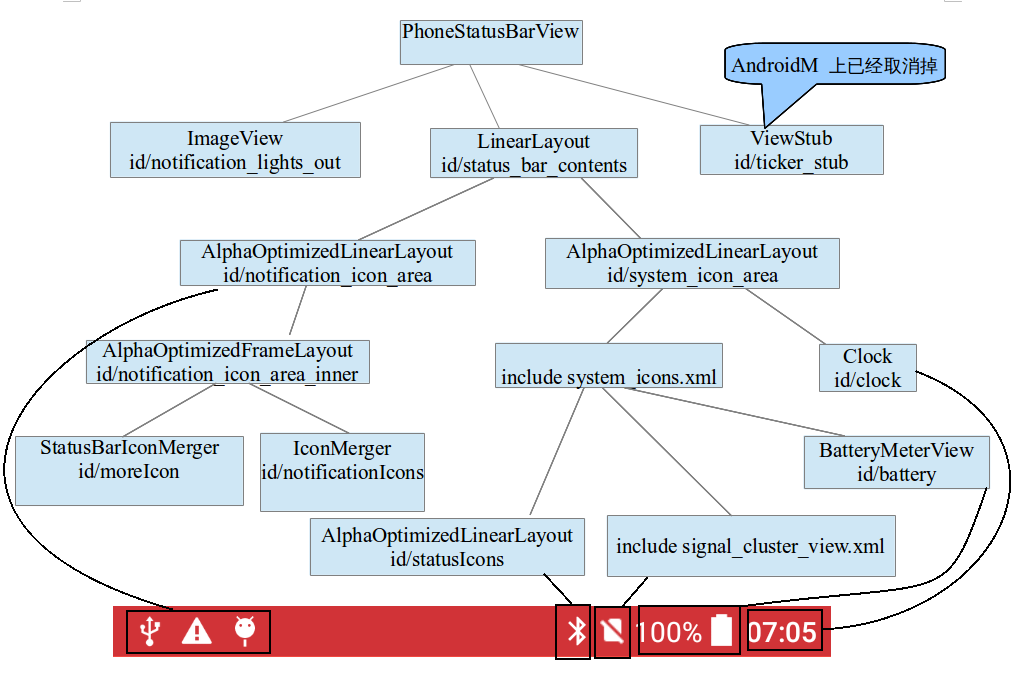 PhoneStatusBarView
AndroidM 上已经取消掉
ImageView
id/notification_lights_out
LinearLayout
id/status_bar_contents
ViewStub
id/ticker_stub
AlphaOptimizedLinearLayout
id/notification_icon_area
AlphaOptimizedLinearLayout
id/system_icon_area
AlphaOptimizedFrameLayout
id/notification_icon_area_inner
include system_icons.xml
Clock
id/clock
StatusBarIconMerger
id/moreIcon
IconMerger
id/notificationIcons
BatteryMeterView
id/battery
AlphaOptimizedLinearLayout
id/statusIcons
include signal_cluster_view.xml
100%
07:05